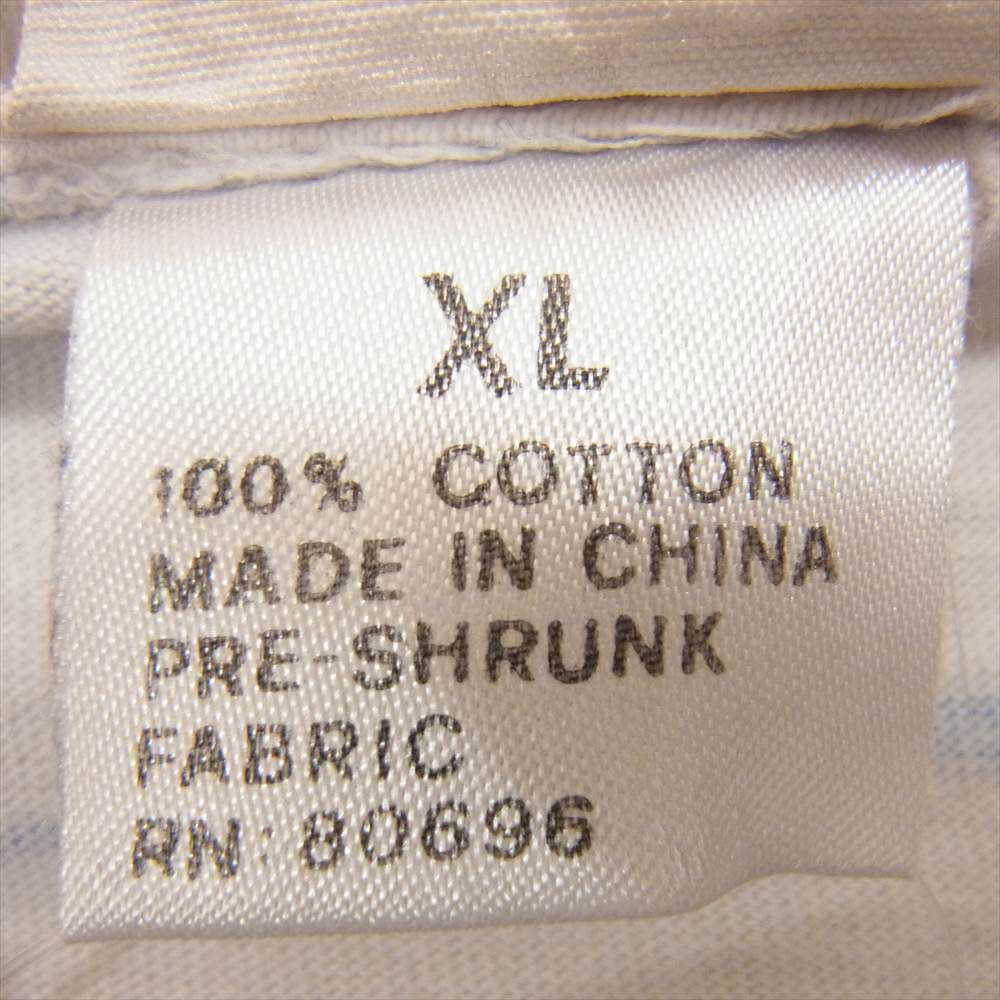 XL
100% COTTON
MADE IN CHINA
PRE-SHRUNK
FABRIC
RN: 80696